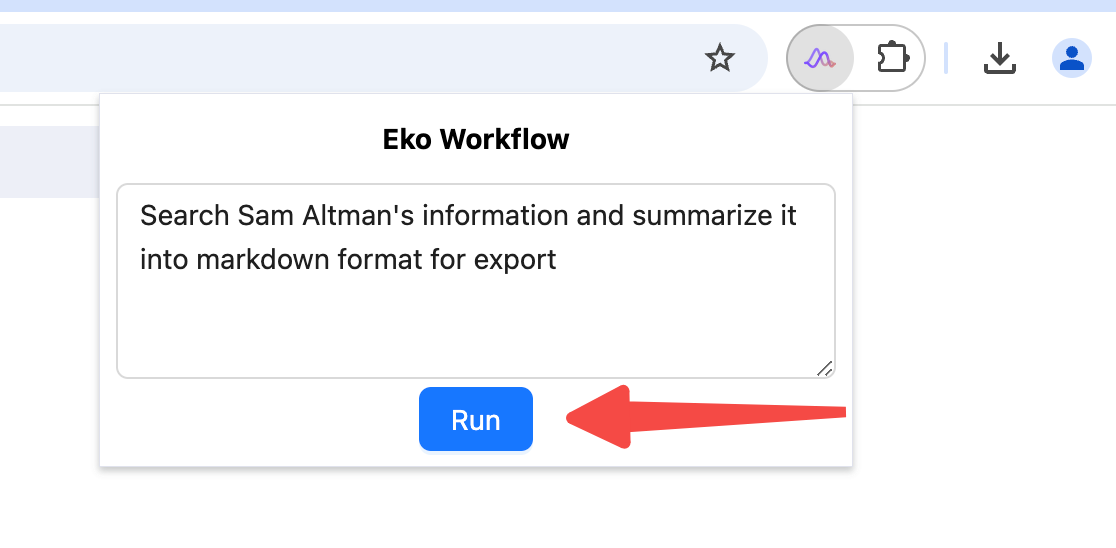 Eko Workflow
Search Sam Altman's information and summarize it
into markdown format for export
Run